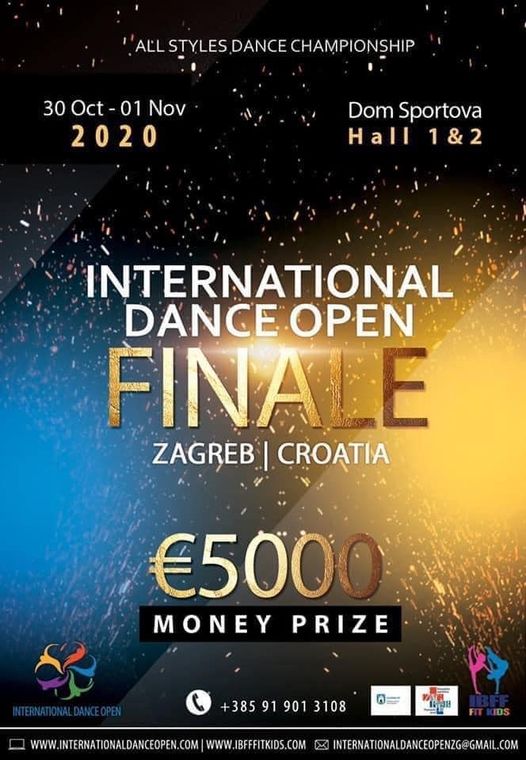 ALL STYLES DANCE CHAMPIONSHIP
30 Oct - 01 Nov
2020
Dom Sportova
Hall 1&2
INTERNATIONAL
DANCE OPEN
FINALE
ZAGREB | CROATIA
€5000
MONEY PRIZE
INTERNATIONAL DANCE OPEN
+385 91 901 3108
IBFF
FIT KIDS
WWW.INTERNATIONALDANCEOPEN.COM | WWW.IBFFFITKIDS.COM INTERNATIONALDANCEOPENZG@GMAIL.COM